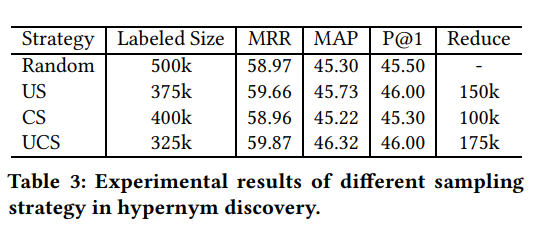 Strategy Labeled Size MRR MAP P@1 Reduce
Random 500k 58.97 45.30 45.50 -
US 375k 59.66 45.73 46.00 150k
CS 400k 58.96 45.22 45.30 100k
UCS 325k 59.87 46.32 46.00 175k
Table 3: Experimental results of different sampling
strategy in hypernym discovery.